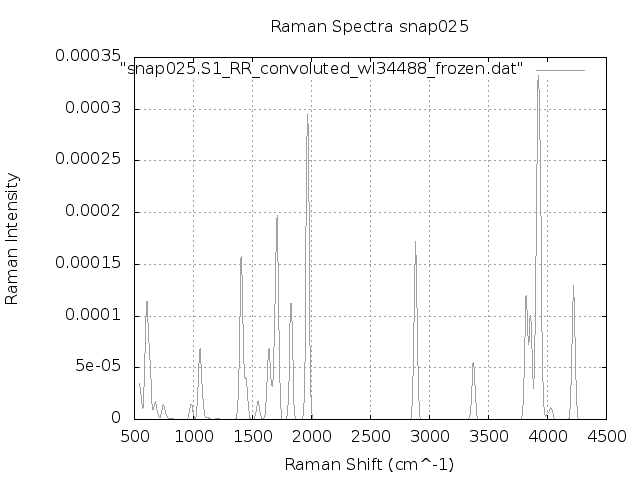 Raman Spectra snap025
"snap025.S1_RR_convoluted_wl34488_frozen.dat"
0.00035
0.0003
0.00025
0.0002
0.00015
0.0001
5e-05
0
500 1000 1500 2000 2500 3000 3500 4000 4500
Raman Intensity
Raman Shift (cm^-1)